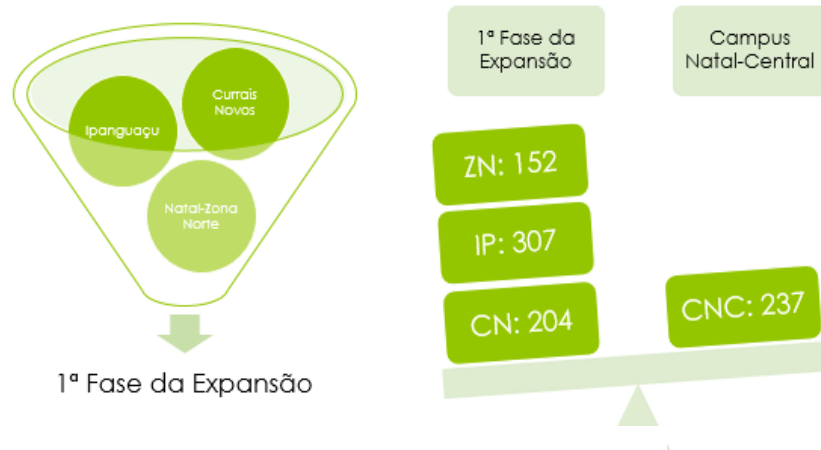 Currais
Novos
Ipanguaçu
Natal-Zona
Norte
1ª Fase da Expansão
1ª Fase da
Expansão
Campus
Natal-Central
ZN: 152
IP: 307
CN: 204
CNC: 237